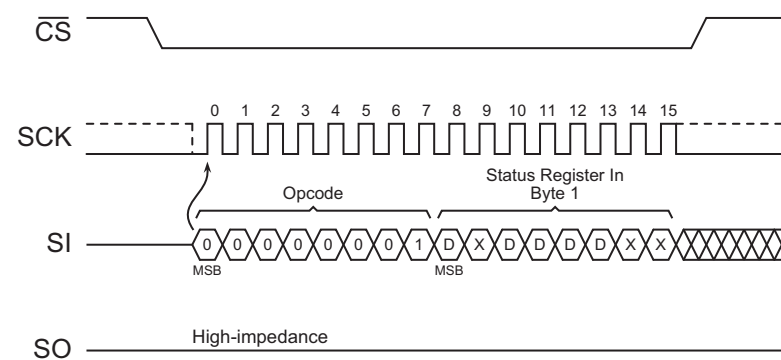 CS
0 1 2 3 4 5 6 7 8 9 10 11 12 13 14 15
SCK
Status Register In
Opcode Byte 1
SI 0 0 0 0 0 0 0 1 D X D D D D X X
MSB MSB
High-impedance
SO